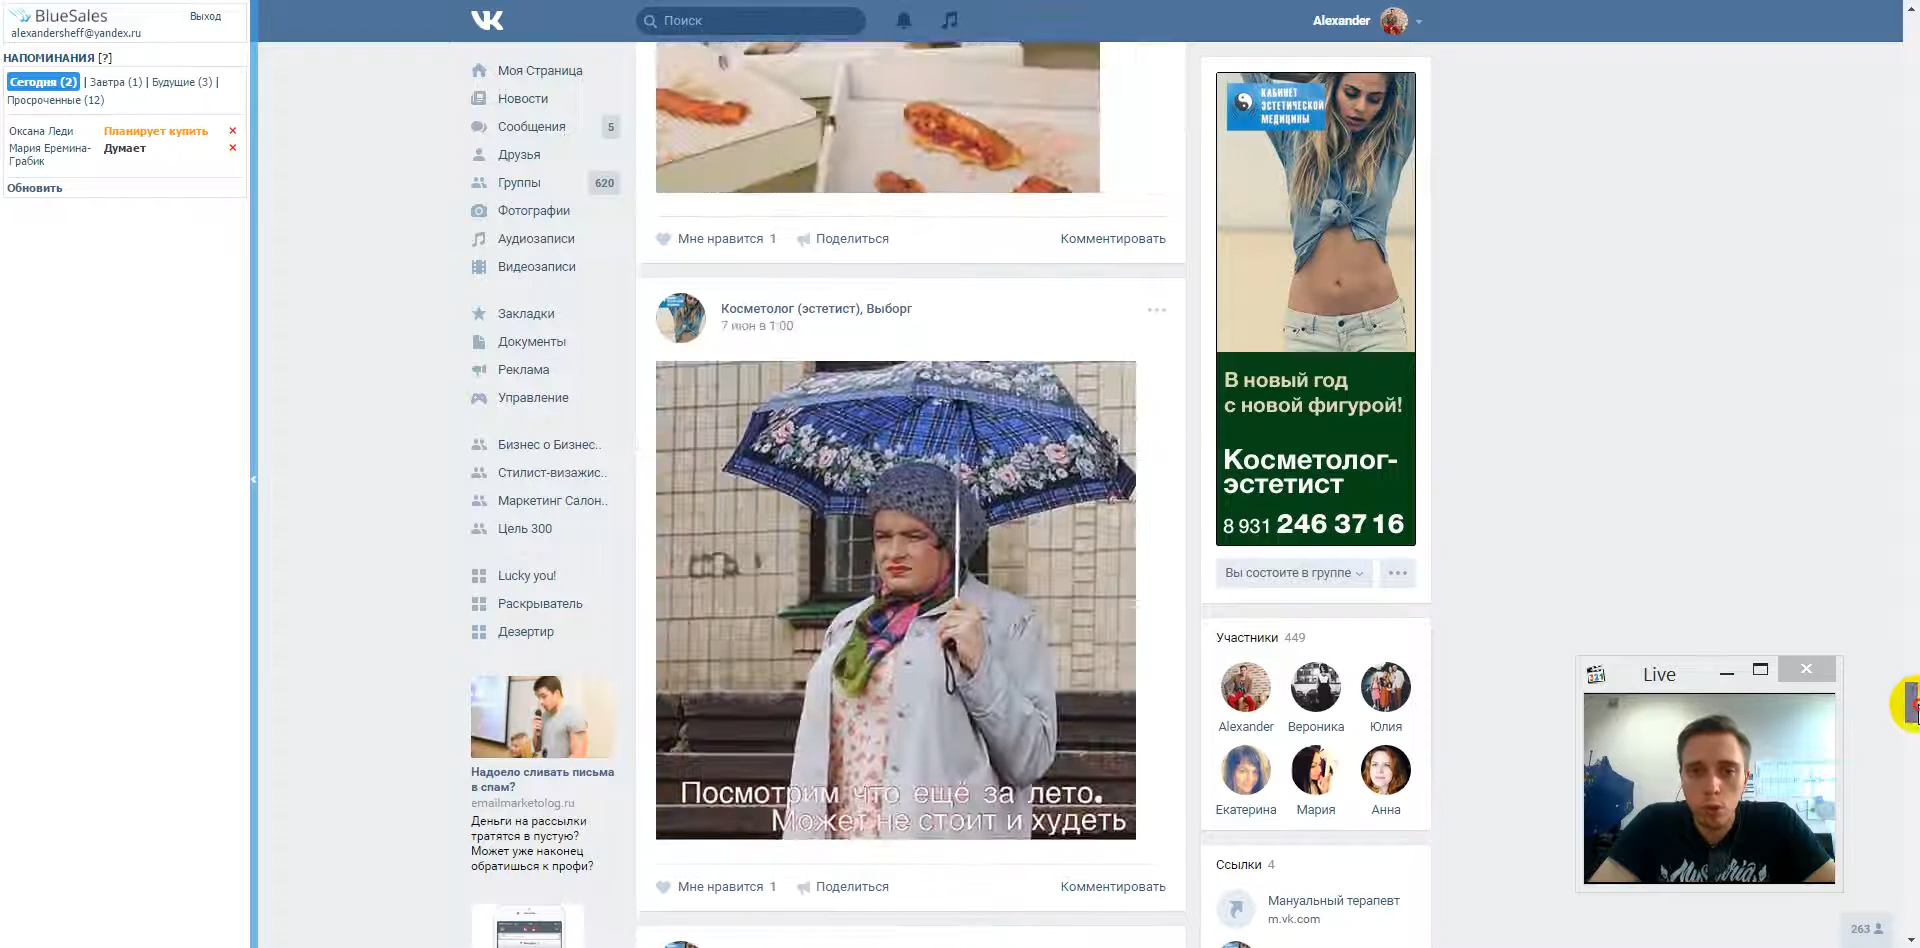 BlueSales
Выход
alexandersheff@yandex.ru
НАПОМИНАНИЯ [?]
Сегодня (2) | Завтра (1) | Будущие (3) |
Просроченные (12)
Оксана Леди Планирует купить ×
Мария Еремина-Грабик Думает ×
Обновить
Поиск
Alexander
Моя Страница
Новости
Сообщения 5
Друзья
Группы 620
Фотографии
Аудиозаписи
Видеозаписи
Закладки
Документы
Реклама
Управление
Бизнес о Бизнес..
Стилист-визажис..
Маркетинг Салон..
Цель 300
Lucky you!
Раскрыватель
Дезертир
Надоело сливать письма
в спам?
emailmarketolog.ru
Деньги на рассылки
тратятся в пустую?
Может уже наконец
обратишься к профи?
Мне нравится 1 Поделиться Комментировать
Косметолог (эстетист), Выборг
7 июн в 1:00
Посмотрим что ещё за лето.
Может не стоит и худеть
Мне нравится 1 Поделиться Комментировать
КАБИНЕТ
ЭСТЕТИЧЕСКОЙ
МЕДИЦИНЫ
В новый год
с новой фигурой!
Косметолог-
эстетист
8 931 246 37 16
Вы состоите в группе
Участники 449
Alexander Вероника Юлия
Екатерина Мария Анна
Ссылки 4
Мануальный терапевт
m.vk.com
Live
263